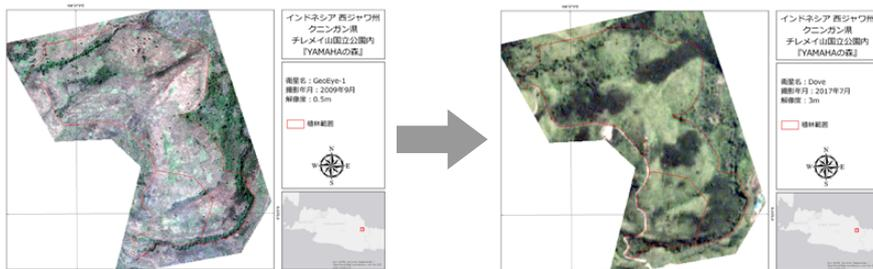 インドネシア 西ジャワ州
クニンガン県
チレメイ山国立公園内
『YAMAHAの森』
衛星名：GeoEye-1
撮影年月：2009年9月
解像度：0.5m
植林範囲
N
W
E
S
インドネシア 西ジャワ州
クニンガン県
チレメイ山国立公園内
『YAMAHAの森』
衛星名：Dove
撮影年月：2017年7月
解像度：3m
植林範囲
N
W
E
S